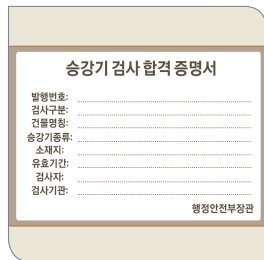 승강기 검사 합격 증명서
발행번호:
검사구분:
건물명칭:
승강기종류:
소재지:
유효기간:
검사자:
검사기관:
행정안전부장관